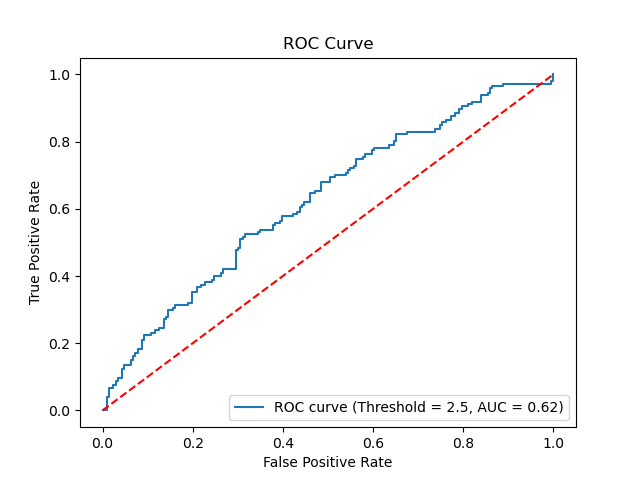 ROC Curve
True Positive Rate
1.0
0.8
0.6
0.4
0.2
0.0
ROC curve (Threshold = 2.5, AUC = 0.62)
0.0 0.2 0.4 0.6 0.8 1.0
False Positive Rate